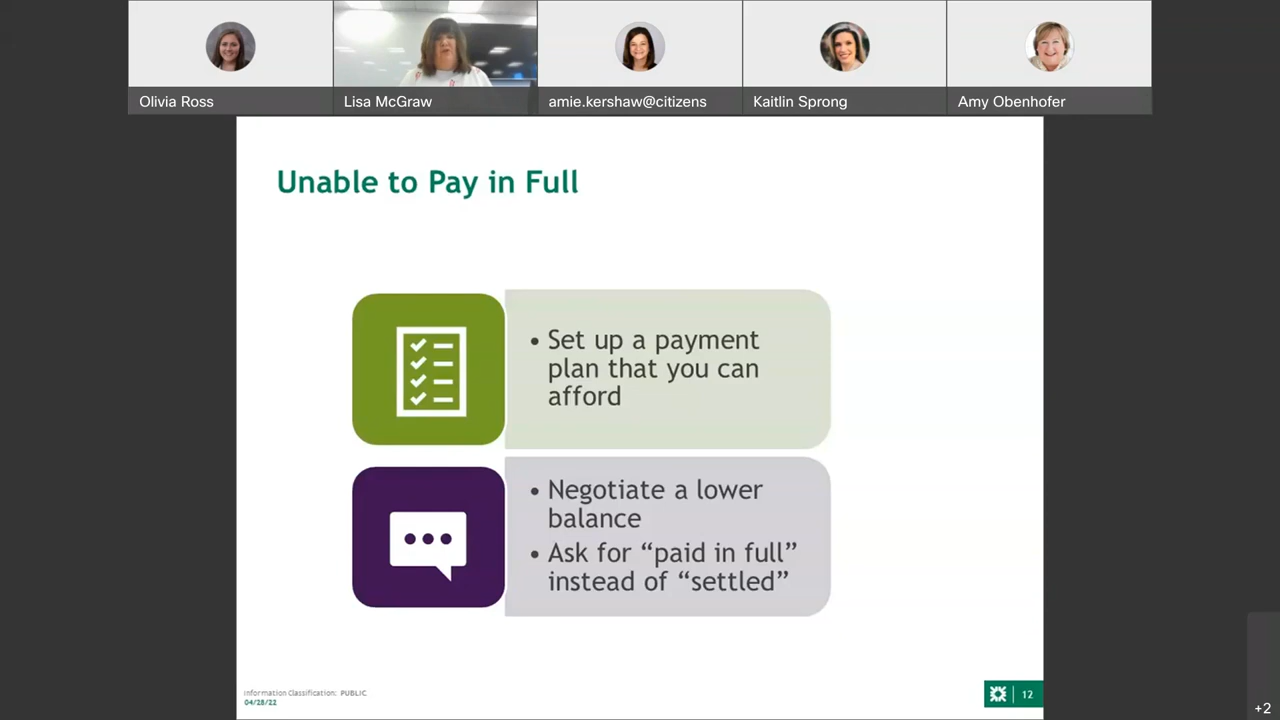 Olivia Ross
Lisa McGraw
amie.kershaw@citizens
Kaitlin Sprong
Amy Obenhofer
Unable to Pay in Full
• Set up a payment
plan that you can
afford
• Negotiate a lower
balance
• Ask for “paid in full”
instead of “settled”
Information Classification: PUBLIC
04/28/22
12
+2